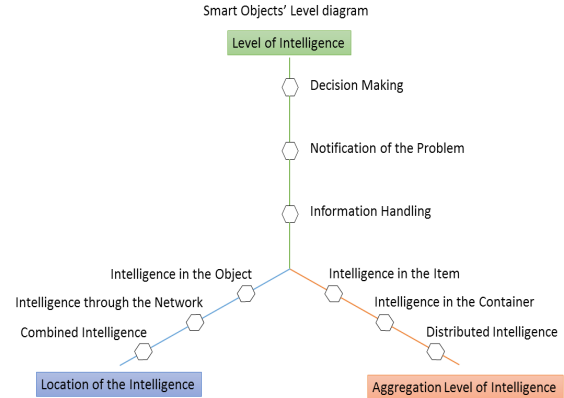 Smart Objects' Level diagram
Level of Intelligence
Decision Making
Notification of the Problem
Information Handling
Intelligence in the Object
Intelligence in the Item
Intelligence through the Network
Intelligence in the Container
Combined Intelligence
Distributed Intelligence
Location of the Intelligence
Aggregation Level of Intelligence